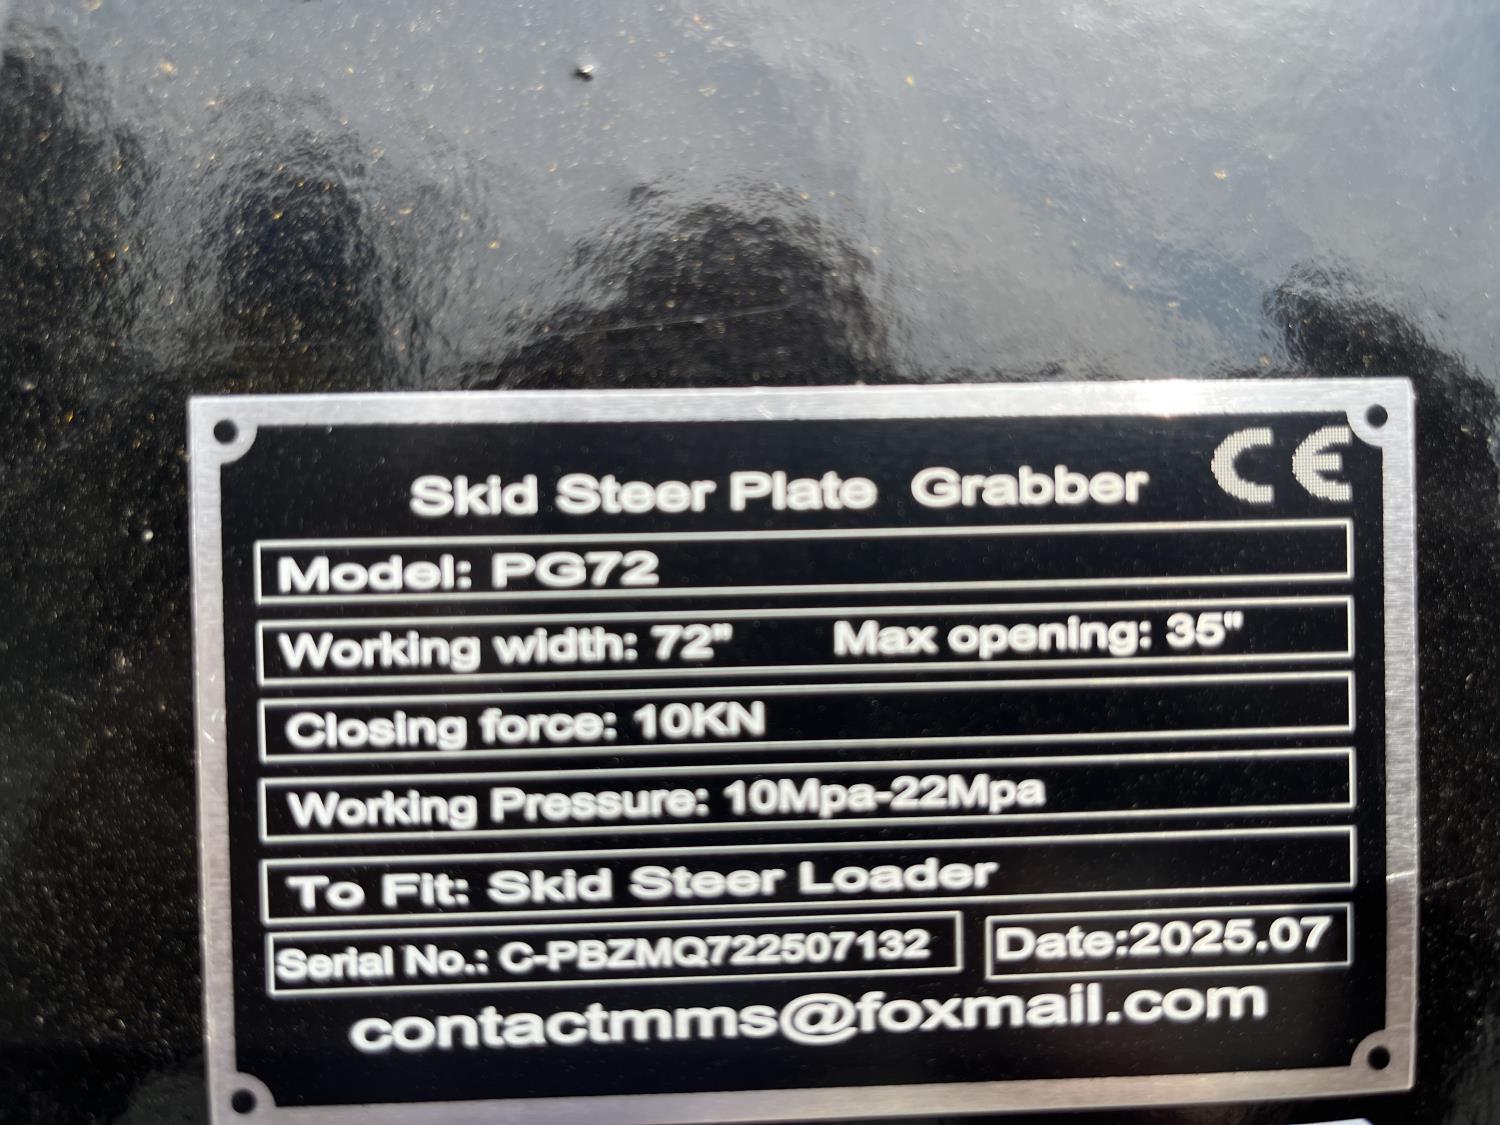 CE
Skid Steer Plate Grabber
Model: PG72
Working width: 72" Max opening: 35"
Closing force: 10KN
Working Pressure: 10Mpa-22Mpa
To Fit: Skid Steer Loader
Serial No.: C-PBZMQ722507132 Date:2025.07
contactmms@foxmail.com